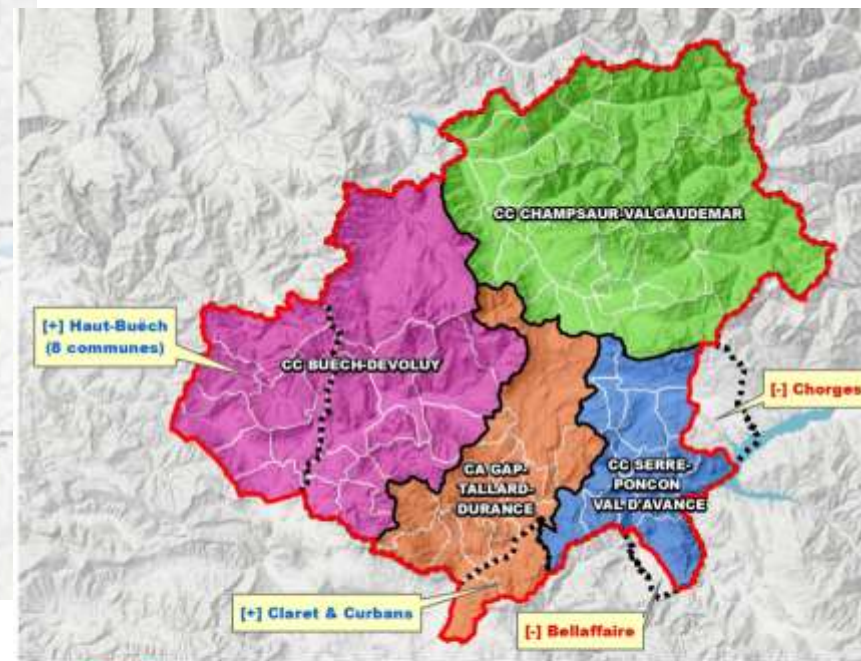 CC CHAMPSAUR-VALGAUDEMAR
[+] Haut-Buëch
(8 communes)
CC BUËCH-DEVOLUY
[-] Chorges
CA GAP-
TALLARD-
DURANCE
CC SERRE-
PONCON
VAL D'AVANCE
[+] Claret & Curbans
[-] Bellaffaire